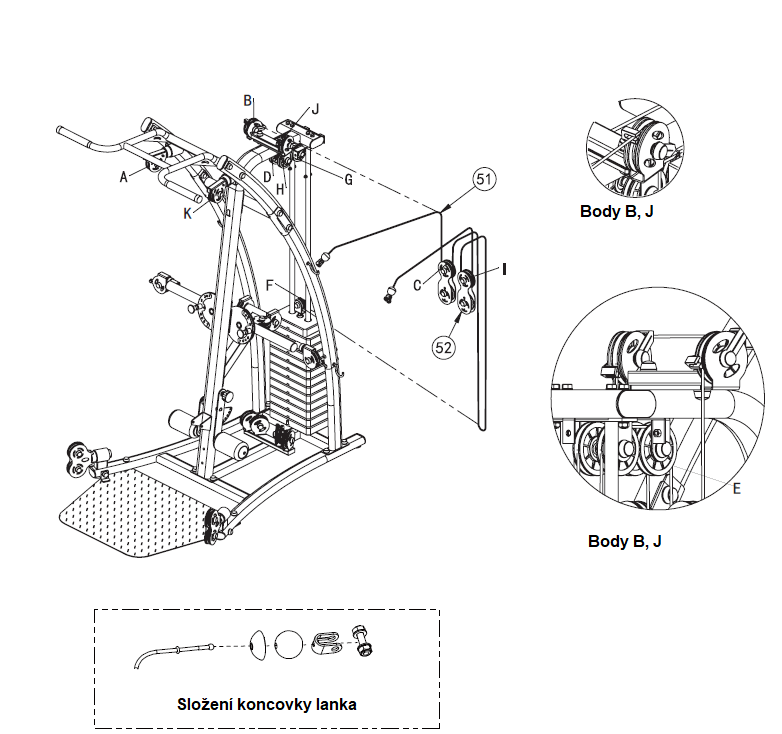 B
J
A
D
H
G
K
51
C
I
F
52
Body B, J
E
Body B, J
Složení koncovky lanka